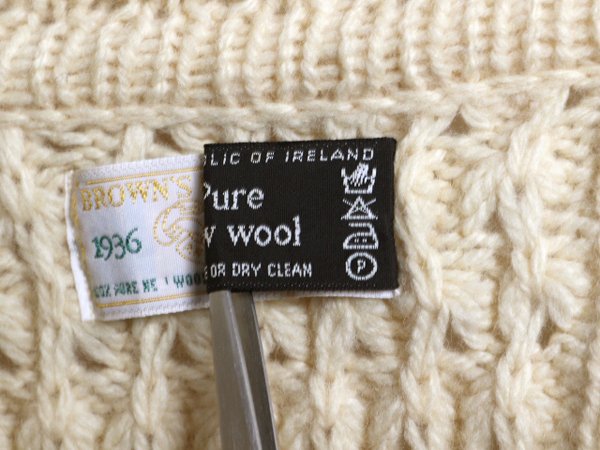 BROWN'S
1936
PURE NE
WOO
LIC OF IRELAND
Pure
w wool
E OR DRY CLEAN
P